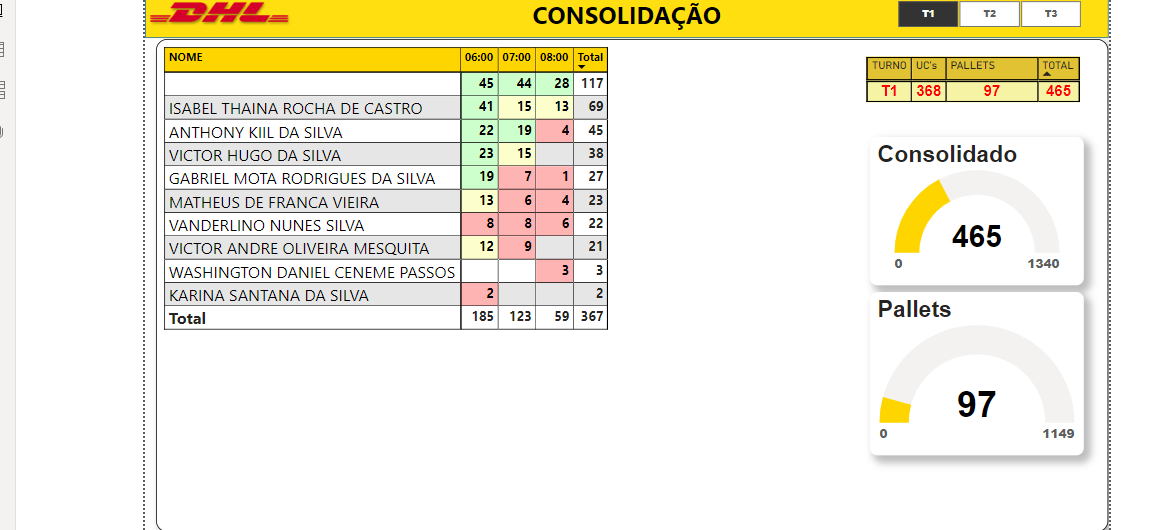 DHL
CONSOLIDAÇÃO
T1 T2 T3
NOME 06:00 07:00 08:00 Total
45 44 28 117
ISABEL THAINA ROCHA DE CASTRO 41 15 13 69
ANTHONY KIIL DA SILVA 22 19 4 45
VICTOR HUGO DA SILVA 23 15 38
GABRIEL MOTA RODRIGUES DA SILVA 19 7 1 27
MATHEUS DE FRANCA VIEIRA 13 6 4 23
VANDERLINO NUNES SILVA 8 8 6 22
VICTOR ANDRE OLIVEIRA MESQUITA 12 9 21
WASHINGTON DANIEL CENEME PASSOS 3 3
KARINA SANTANA DA SILVA 2 2
Total 185 123 59 367
TURNO UC's PALLETS TOTAL
T1 368 97 465
Consolidado
465
0 1340
Pallets
97
0 1149